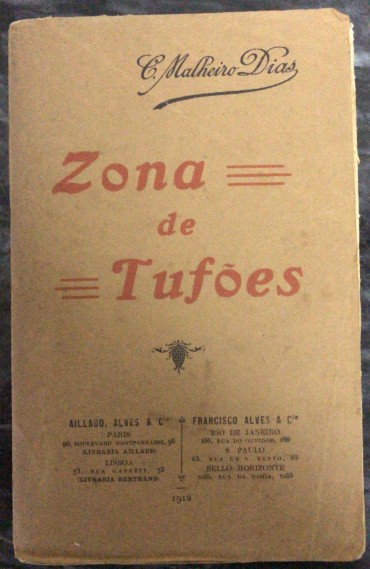 C. Malheiro Dias
Zona
de
Tufões
AILLAUD, ALVES & Cia
PARIS
96, BOULEVARD MONTPARNASSE, 96
(LIVRARIA AILLAUD)
LISBOA
73, RUA GARRETT, 75
(LIVRARIA BERTRAND)
FRANCISCO ALVES & Cia
RIO DE JANEIRO
166, RUA DO OUVIDOR, 166
S. PAULO
65, RUA DE S. BENTO, 65
BELLO HORIZONTE
1055, RUA DA BAHIA, 1055
1912